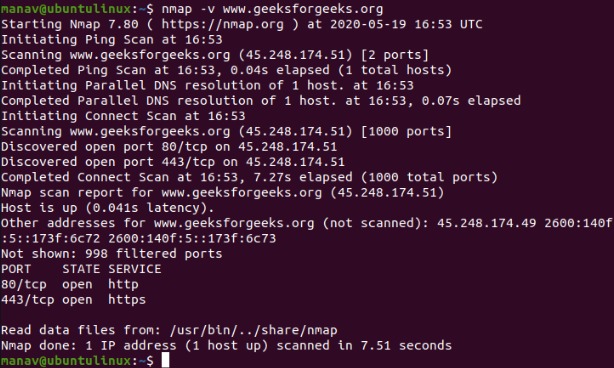 manav@ubuntulinux:~$ nmap -v www.geeksforgeeks.org
Starting Nmap 7.80 ( https://nmap.org ) at 2020-05-19 16:53 UTC
Initiating Ping Scan at 16:53
Scanning www.geeksforgeeks.org (45.248.174.51) [2 ports]
Completed Ping Scan at 16:53, 0.04s elapsed (1 total hosts)
Initiating Parallel DNS resolution of 1 host. at 16:53
Completed Parallel DNS resolution of 1 host. at 16:53, 0.07s elapsed
Initiating Connect Scan at 16:53
Scanning www.geeksforgeeks.org (45.248.174.51) [1000 ports]
Discovered open port 80/tcp on 45.248.174.51
Discovered open port 443/tcp on 45.248.174.51
Completed Connect Scan at 16:53, 7.27s elapsed (1000 total ports)
Nmap scan report for www.geeksforgeeks.org (45.248.174.51)
Host is up (0.041s latency).
Other addresses for www.geeksforgeeks.org (not scanned): 45.248.174.49 2600:140f
:5::173f:6c72 2600:140f:5::173f:6c73
Not shown: 998 filtered ports
PORT    STATE SERVICE
80/tcp  open  http
443/tcp open  https
Read data files from: /usr/bin/../share/nmap
Nmap done: 1 IP address (1 host up) scanned in 7.51 seconds
manav@ubuntulinux:~$